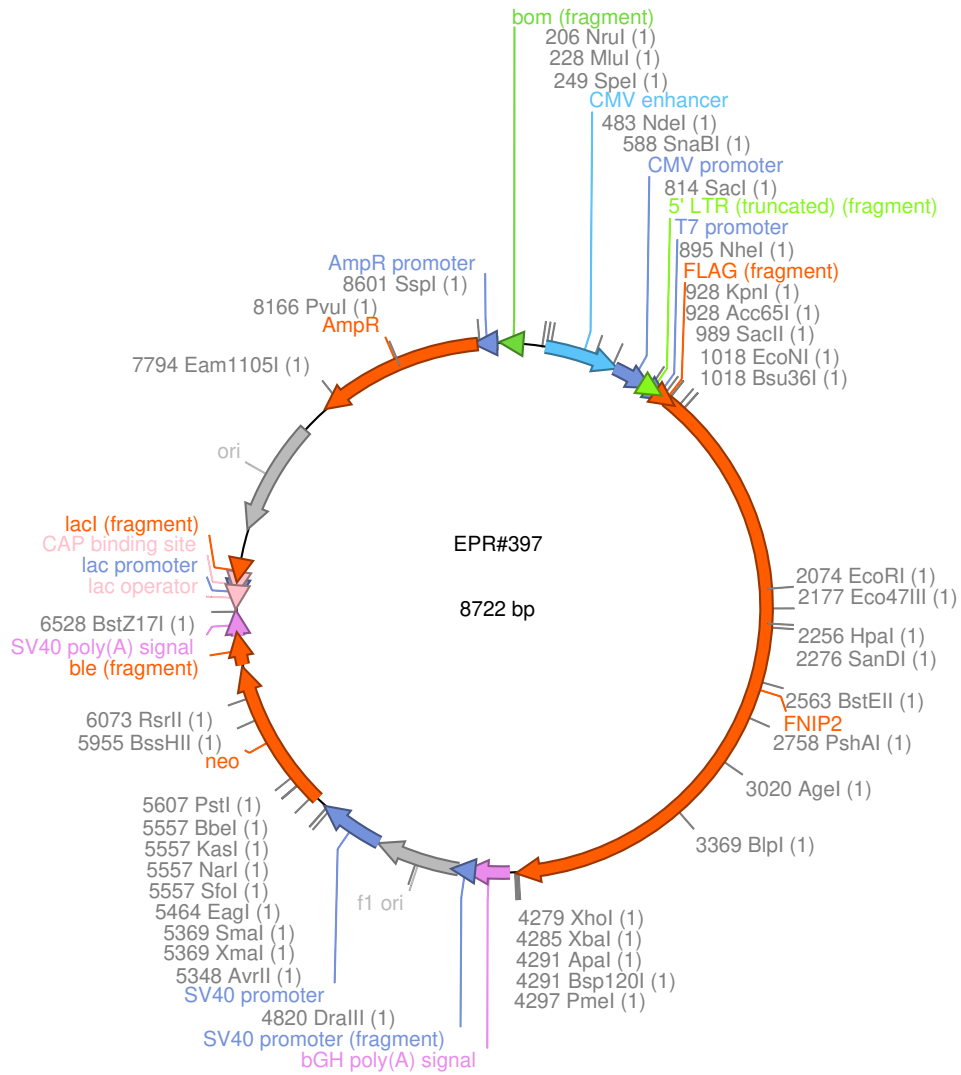 bom (fragment)
206 NruI (1)
228 MluI (1)
249 SpeI (1)
CMV enhancer
483 NdeI (1)
588 SnaBI (1)
CMV promoter
814 SacI (1)
5' LTR (truncated) (fragment)
T7 promoter
895 NheI (1)
FLAG (fragment)
928 KpnI (1)
928 Acc65I (1)
989 SacII (1)
1018 EcoNI (1)
1018 Bsu36I (1)
AmpR promoter
8601 SspI (1)
8166 PvuI (1)
AmpR
7794 Eam1105I (1)
ori
lacI (fragment)
CAP binding site
lac promoter
lac operator
6528 BstZ17I (1)
SV40 poly(A) signal
ble (fragment)
6073 RsrII (1)
5955 BssHII (1)
neo
EPR#397
8722 bp
2074 EcoRI (1)
2177 Eco47III (1)
2256 HpaI (1)
2276 SanDI (1)
2563 BstEII (1)
FNIP2
2758 PshAI (1)
3020 AgeI (1)
3369 BlpI (1)
5607 PstI (1)
5557 BbeI (1)
5557 KasI (1)
5557 NarI (1)
5557 SfoI (1)
5464 EagI (1)
5369 SmaI (1)
5369 XmaI (1)
5348 AvrII (1)
SV40 promoter
4820 DraIII (1)
SV40 promoter (fragment)
bGH poly(A) signal
f1 ori
4279 XhoI (1)
4285 XbaI (1)
4291 ApaI (1)
4291 Bsp120I (1)
4297 PmeI (1)